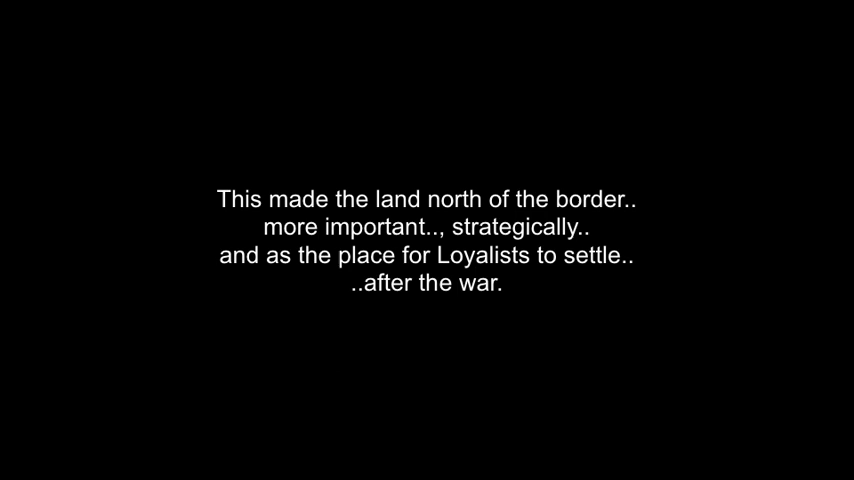 This made the land north of the border..
more important.., strategically..
and as the place for Loyalists to settle..
..after the war.